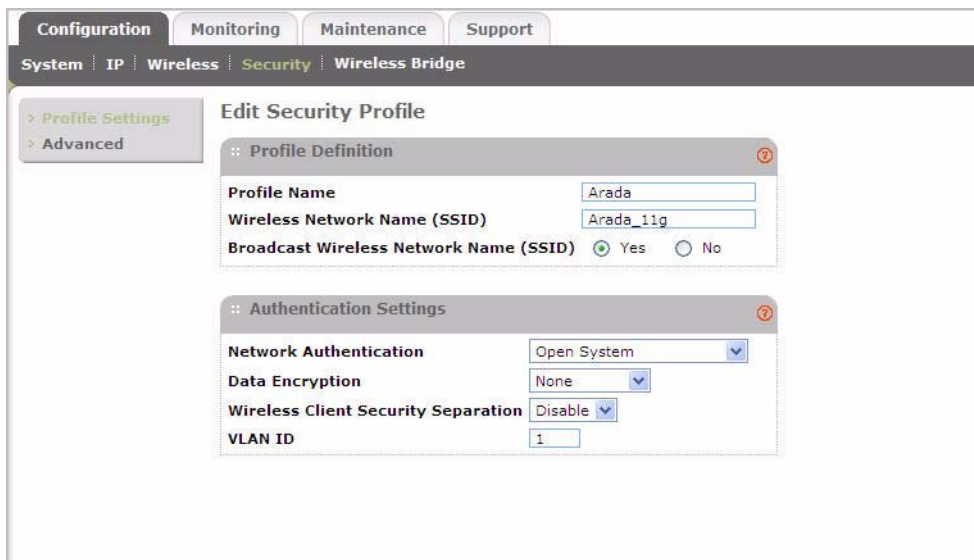 Configuration Monitoring Maintenance Support
System IP Wireless Security Wireless Bridge
> Profile Settings
> Advanced
Edit Security Profile
:: Profile Definition ?
Profile Name Arada
Wireless Network Name (SSID) Arada_11g
Broadcast Wireless Network Name (SSID) Yes No
:: Authentication Settings ?
Network Authentication Open System
Data Encryption None
Wireless Client Security Separation Disable
VLAN ID 1